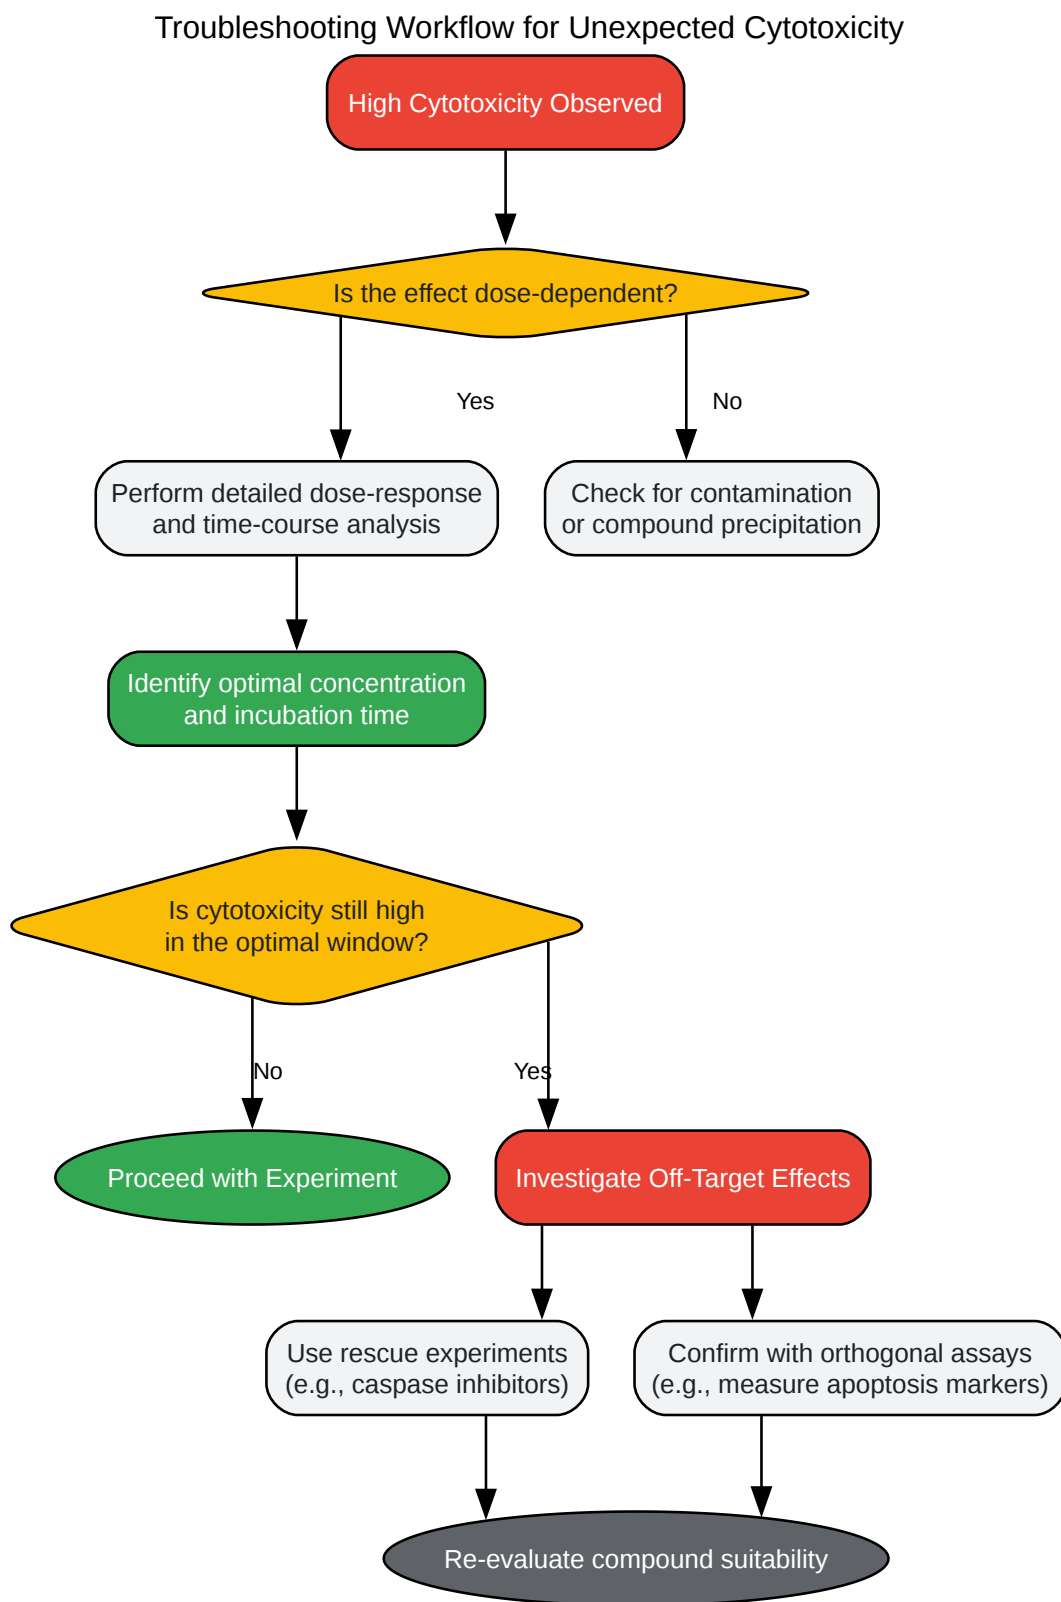 Troubleshooting Workflow for Unexpected Cytotoxicity
High Cytotoxicity Observed
Is the effect dose-dependent?
Yes
No
Perform detailed dose-response
and time-course analysis
Check for contamination
or compound precipitation
Identify optimal concentration
and incubation time
Is cytotoxicity still high
in the optimal window?
No
Yes
Proceed with Experiment
Investigate Off-Target Effects
Use rescue experiments
(e.g., caspase inhibitors)
Confirm with orthogonal assays
(e.g., measure apoptosis markers)
Re-evaluate compound suitability